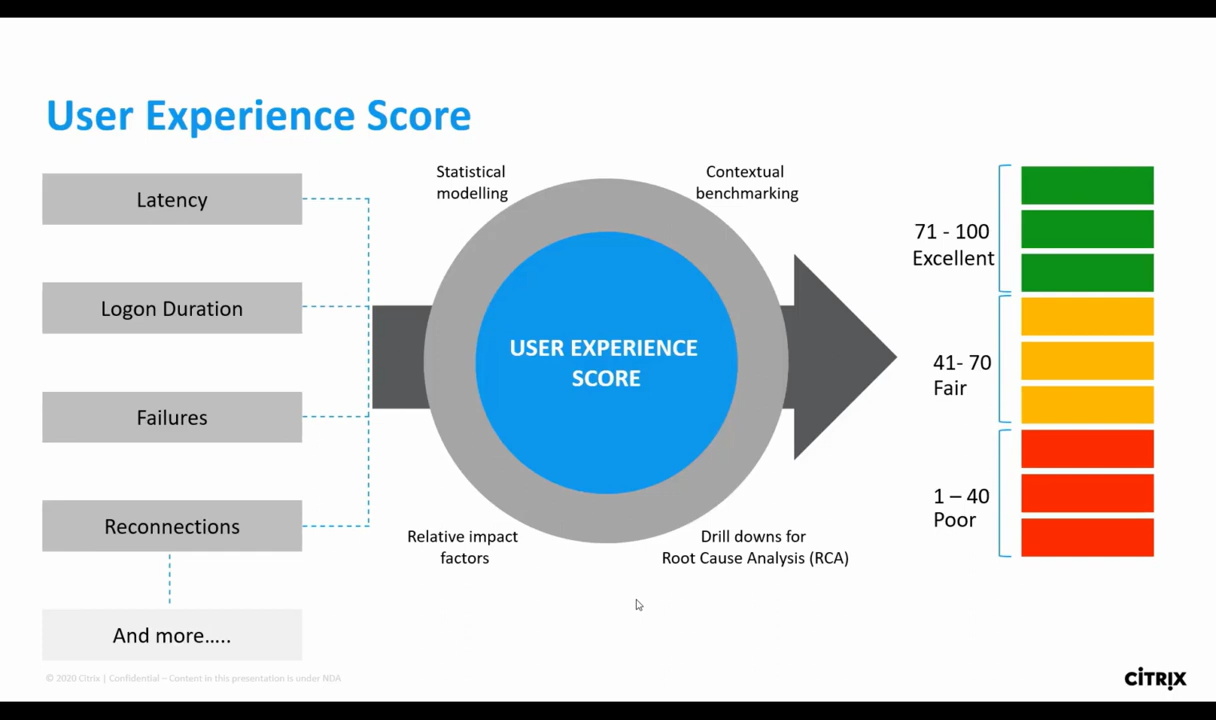 User Experience Score
Latency
Logon Duration
Failures
Reconnections
And more.....
Statistical
modelling
Contextual
benchmarking
USER EXPERIENCE
SCORE
Relative impact
factors
Drill downs for
Root Cause Analysis (RCA)
71 - 100
Excellent
41- 70
Fair
1 – 40
Poor
© 2020 Citrix | Confidential – Content in this presentation is under NDA
CITRIX